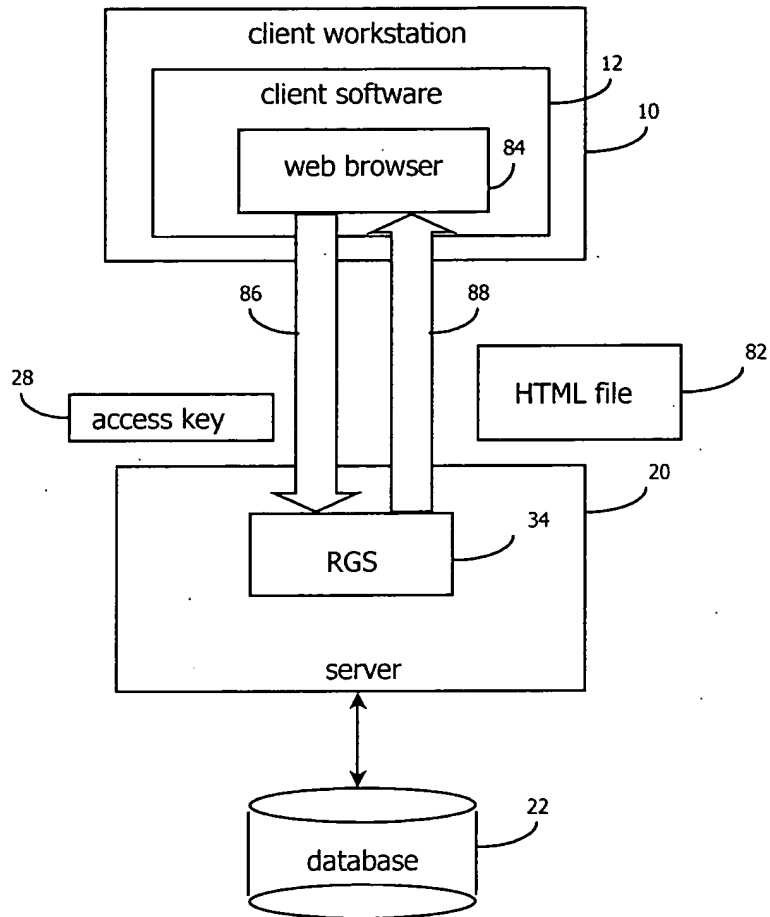 client workstation
12
client software
10
web browser
84
86
88
82
28
HTML file
access key
20
34
RGS
server
22
database